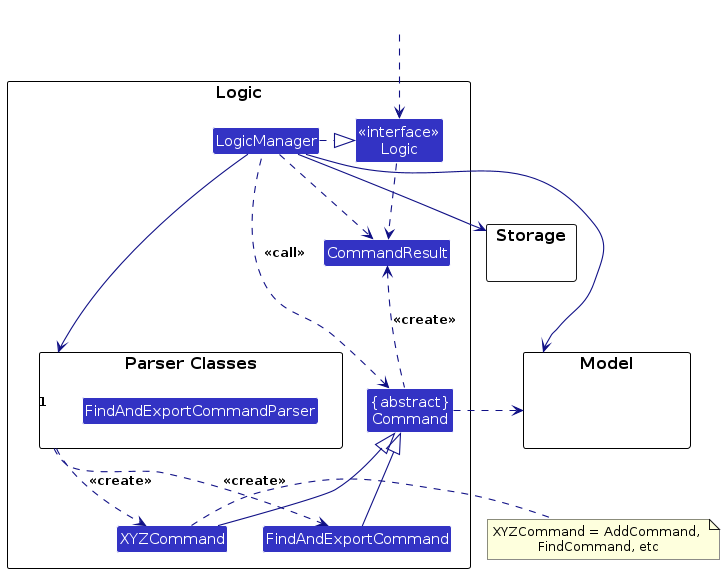 Logic
«interface»
Logic
LogicManager
Storage
CommandResult
«call»
«create»
Parser Classes
1
FindAndExportCommandParser
{abstract}
Command
Model
«create»
«create»
XYZCommand
FindAndExportCommand
XYZCommand = AddCommand,
FindCommand, etc